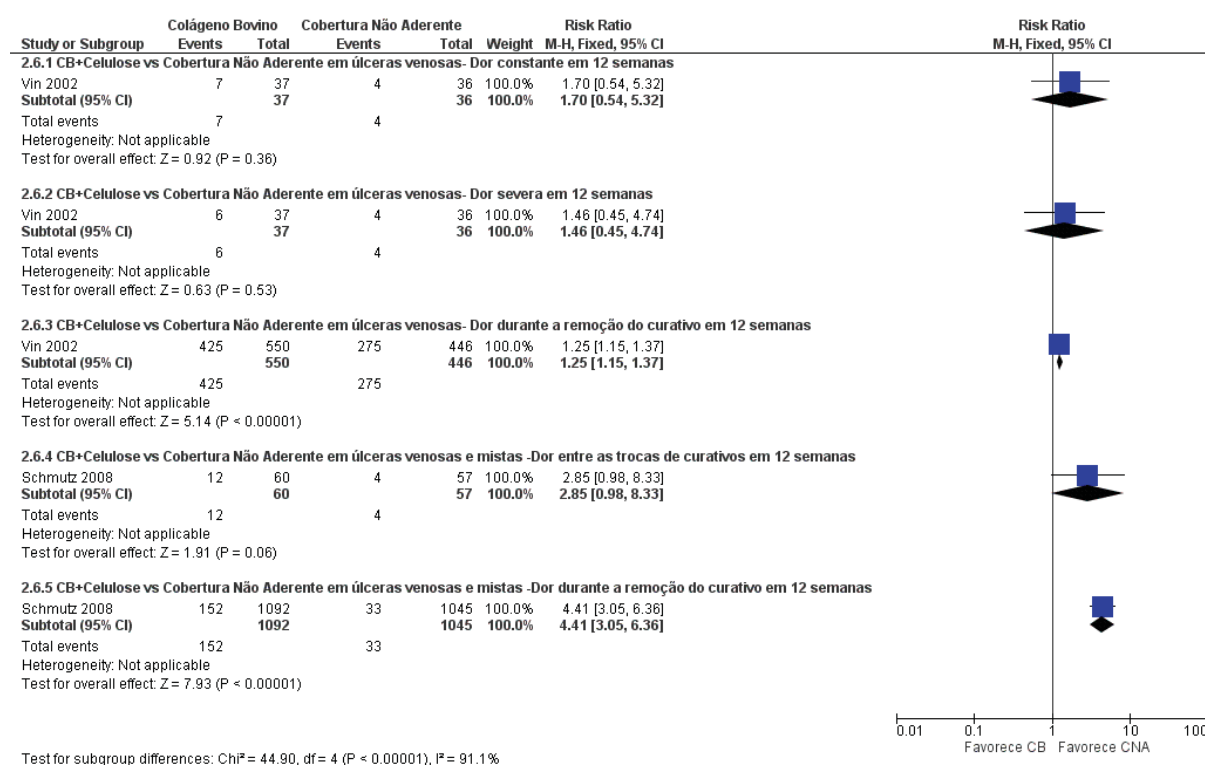 Colágeno Bovino Cobertura Não Aderente Risk Ratio Risk Ratio
Study or Subgroup Events Total Events Total Weight M-H, Fixed, 95% CI M-H, Fixed, 95% CI
2.6.1 CB+Celulose vs Cobertura Não Aderente em úlceras venosas- Dor constante em 12 semanas
Vin 2002 7 37 4 36 100.0% 1.70 [0.54, 5.32]
Subtotal (95% CI) 37 36 100.0% 1.70 [0.54, 5.32]
Total events 7 4
Heterogeneity: Not applicable
Test for overall effect: Z = 0.92 (P = 0.36)
2.6.2 CB+Celulose vs Cobertura Não Aderente em úlceras venosas- Dor severa em 12 semanas
Vin 2002 6 37 4 36 100.0% 1.46 [0.45, 4.74]
Subtotal (95% CI) 37 36 100.0% 1.46 [0.45, 4.74]
Total events 6 4
Heterogeneity: Not applicable
Test for overall effect: Z = 0.63 (P = 0.53)
2.6.3 CB+Celulose vs Cobertura Não Aderente em úlceras venosas- Dor durante a remoção do curativo em 12 semanas
Vin 2002 425 550 275 446 100.0% 1.25 [1.15, 1.37]
Subtotal (95% CI) 550 446 100.0% 1.25 [1.15, 1.37]
Total events 425 275
Heterogeneity: Not applicable
Test for overall effect: Z = 5.14 (P < 0.00001)
2.6.4 CB+Celulose vs Cobertura Não Aderente em úlceras venosas e mistas -Dor entre as trocas de curativos em 12 semanas
Schmutz 2008 12 60 4 57 100.0% 2.85 [0.98, 8.33]
Subtotal (95% CI) 60 57 100.0% 2.85 [0.98, 8.33]
Total events 12 4
Heterogeneity: Not applicable
Test for overall effect: Z = 1.91 (P = 0.06)
2.6.5 CB+Celulose vs Cobertura Não Aderente em úlceras venosas e mistas -Dor durante a remoção do curativo em 12 semanas
Schmutz 2008 152 1092 33 1045 100.0% 4.41 [3.05, 6.36]
Subtotal (95% CI) 1092 1045 100.0% 4.41 [3.05, 6.36]
Total events 152 33
Heterogeneity: Not applicable
Test for overall effect: Z = 7.93 (P < 0.00001)
0.01 0.1 1 10 100
Favorece CB Favorece CNA
Test for subgroup differences: Chi² = 44.90, df = 4 (P < 0.00001), I² = 91.1%